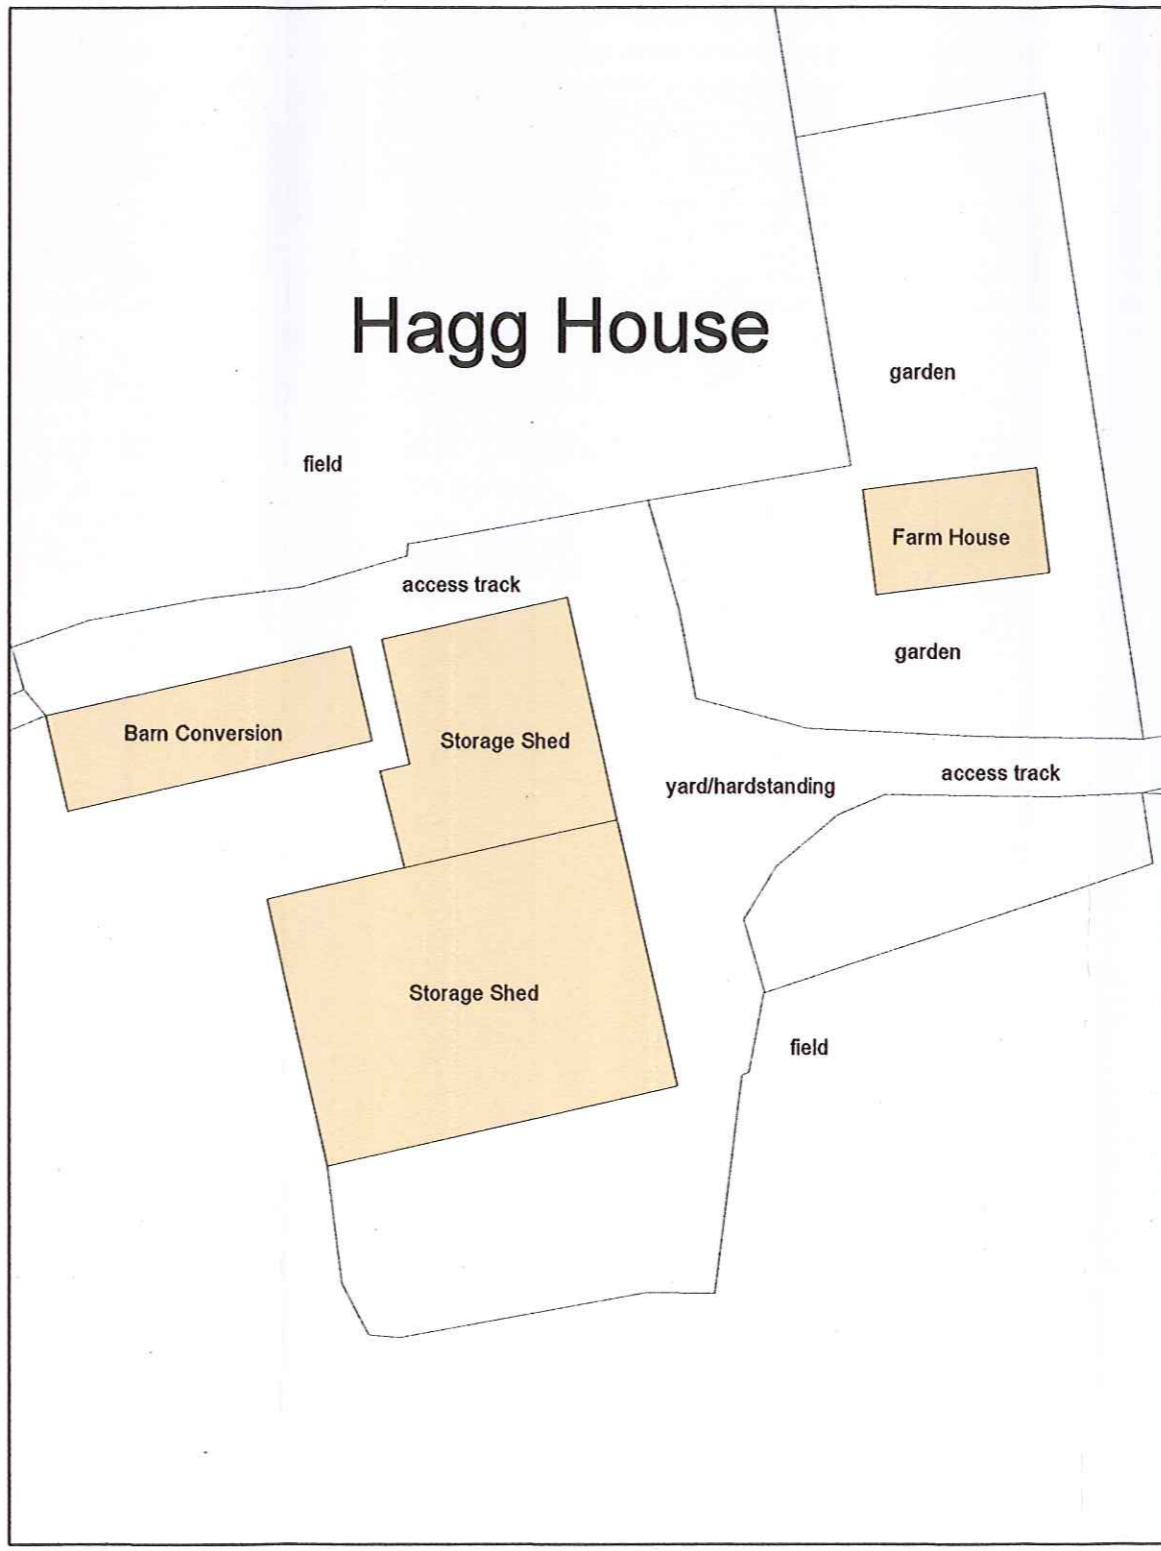 Hagg House
garden
field
Farm House
access track
garden
Barn Conversion
Storage Shed
access track
yard/hardstanding
Storage Shed
field